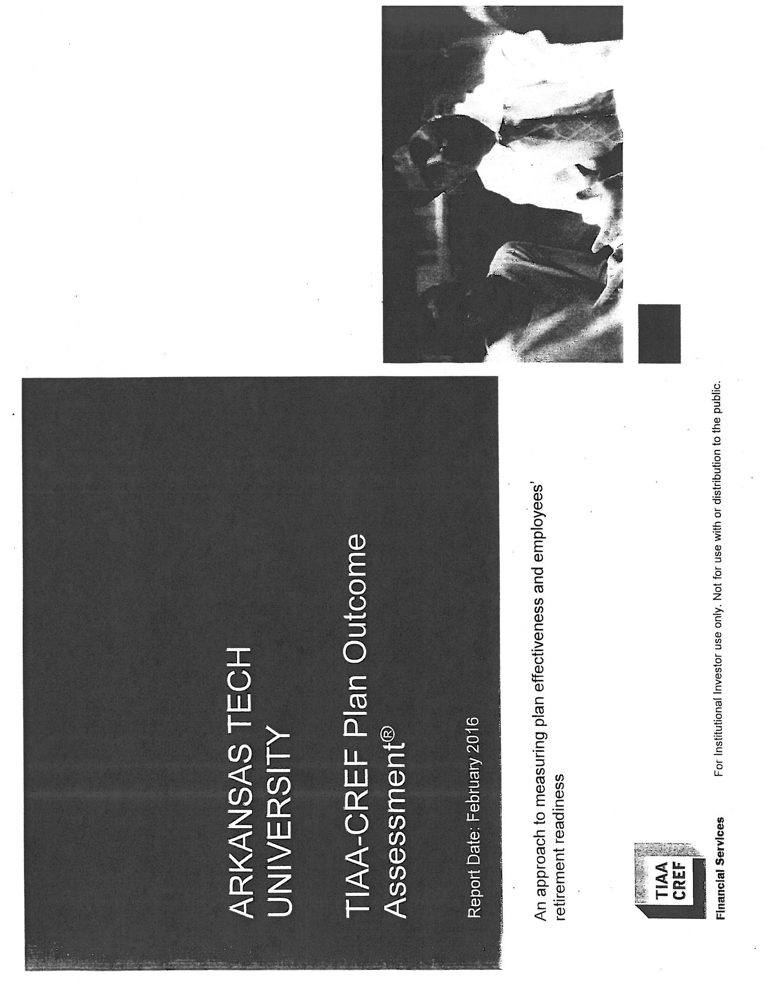 ARKANSAS TECH
UNIVERSITY
TIAA-CREF Plan Outcome
Assessment®
Report Date: February 2016
An approach to measuring plan effectiveness and employees'
retirement readiness
TIAA
CREF
Financial Services
For Institutional Investor use only. Not for use with or distribution to the public.